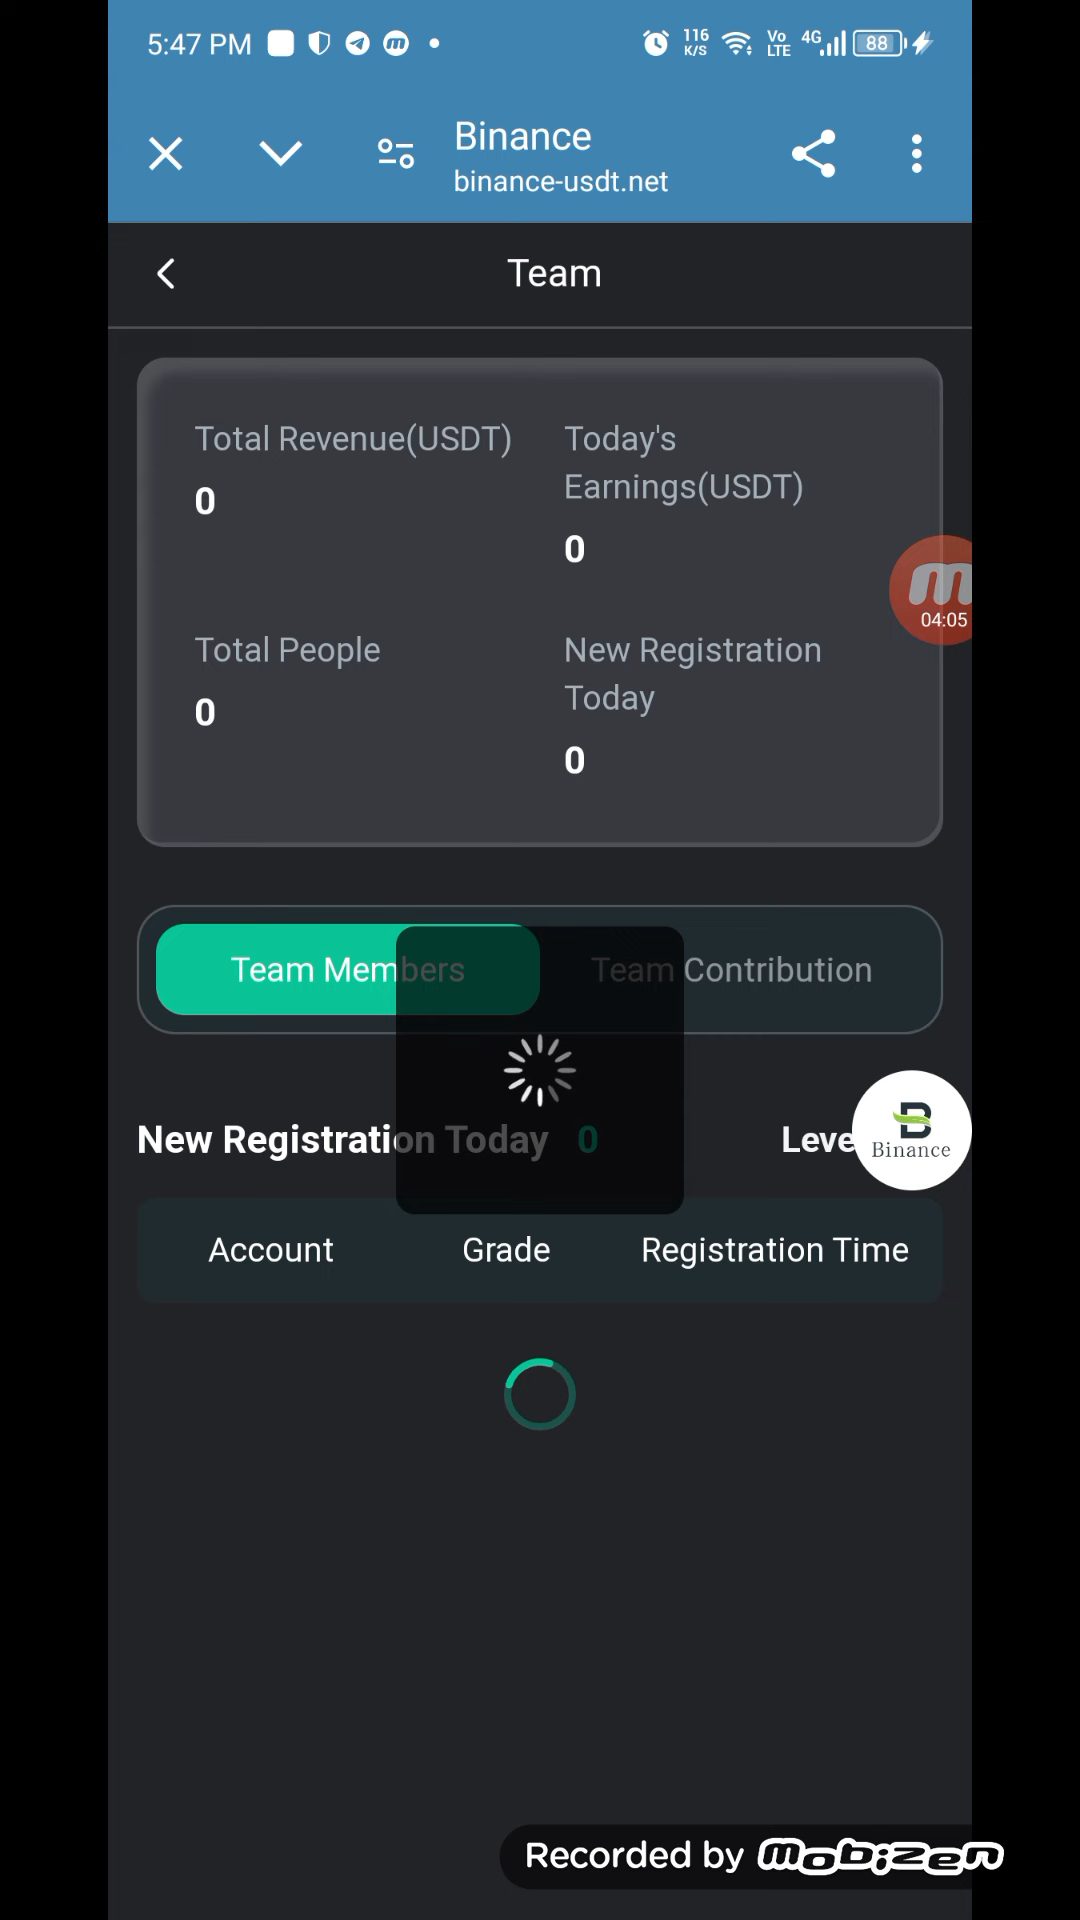 5:47 PM
116
K/S
Vo
LTE
4G
88
Binance
binance-usdt.net
Team
Total Revenue(USDT)
0
Today's
Earnings(USDT)
0
04:05
Total People
0
New Registration
Today
0
Team Members
Team Contribution
New Registration Today 0
Leve
Binance
Account
Grade
Registration Time
Recorded by mobizen